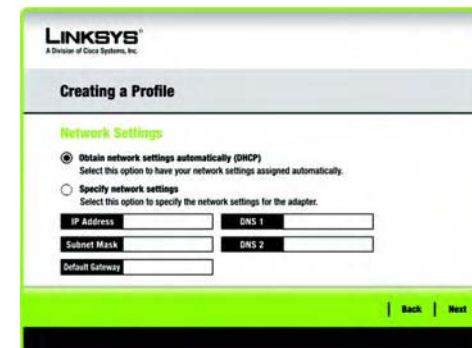 LINKSYS®
A Division of Cisco Systems, Inc.
Creating a Profile
Network Settings
Obtain network settings automatically (DHCP)
Select this option to have your network settings assigned automatically.
Specify network settings
Select this option to specify the network settings for the adapter.
IP Address DNS 1
Subnet Mask DNS 2
Default Gateway
Back Next